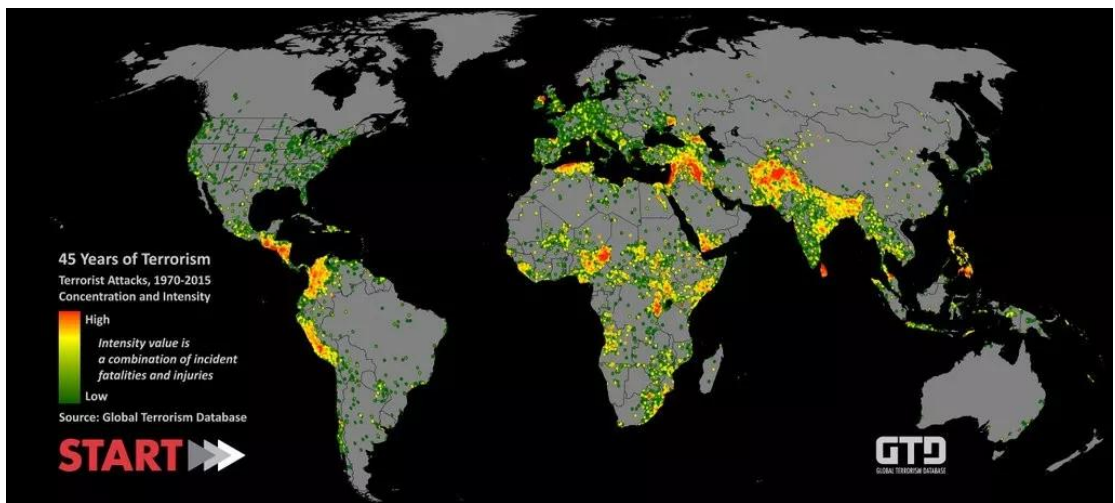 45 Years of Terrorism
Terrorist Attacks, 1970-2015
Concentration and Intensity
High
Intensity value is
a combination of incident
fatalities and injuries
Low
Source: Global Terrorism Database
START
GTD
GLOBAL TERRORISM DATABASE